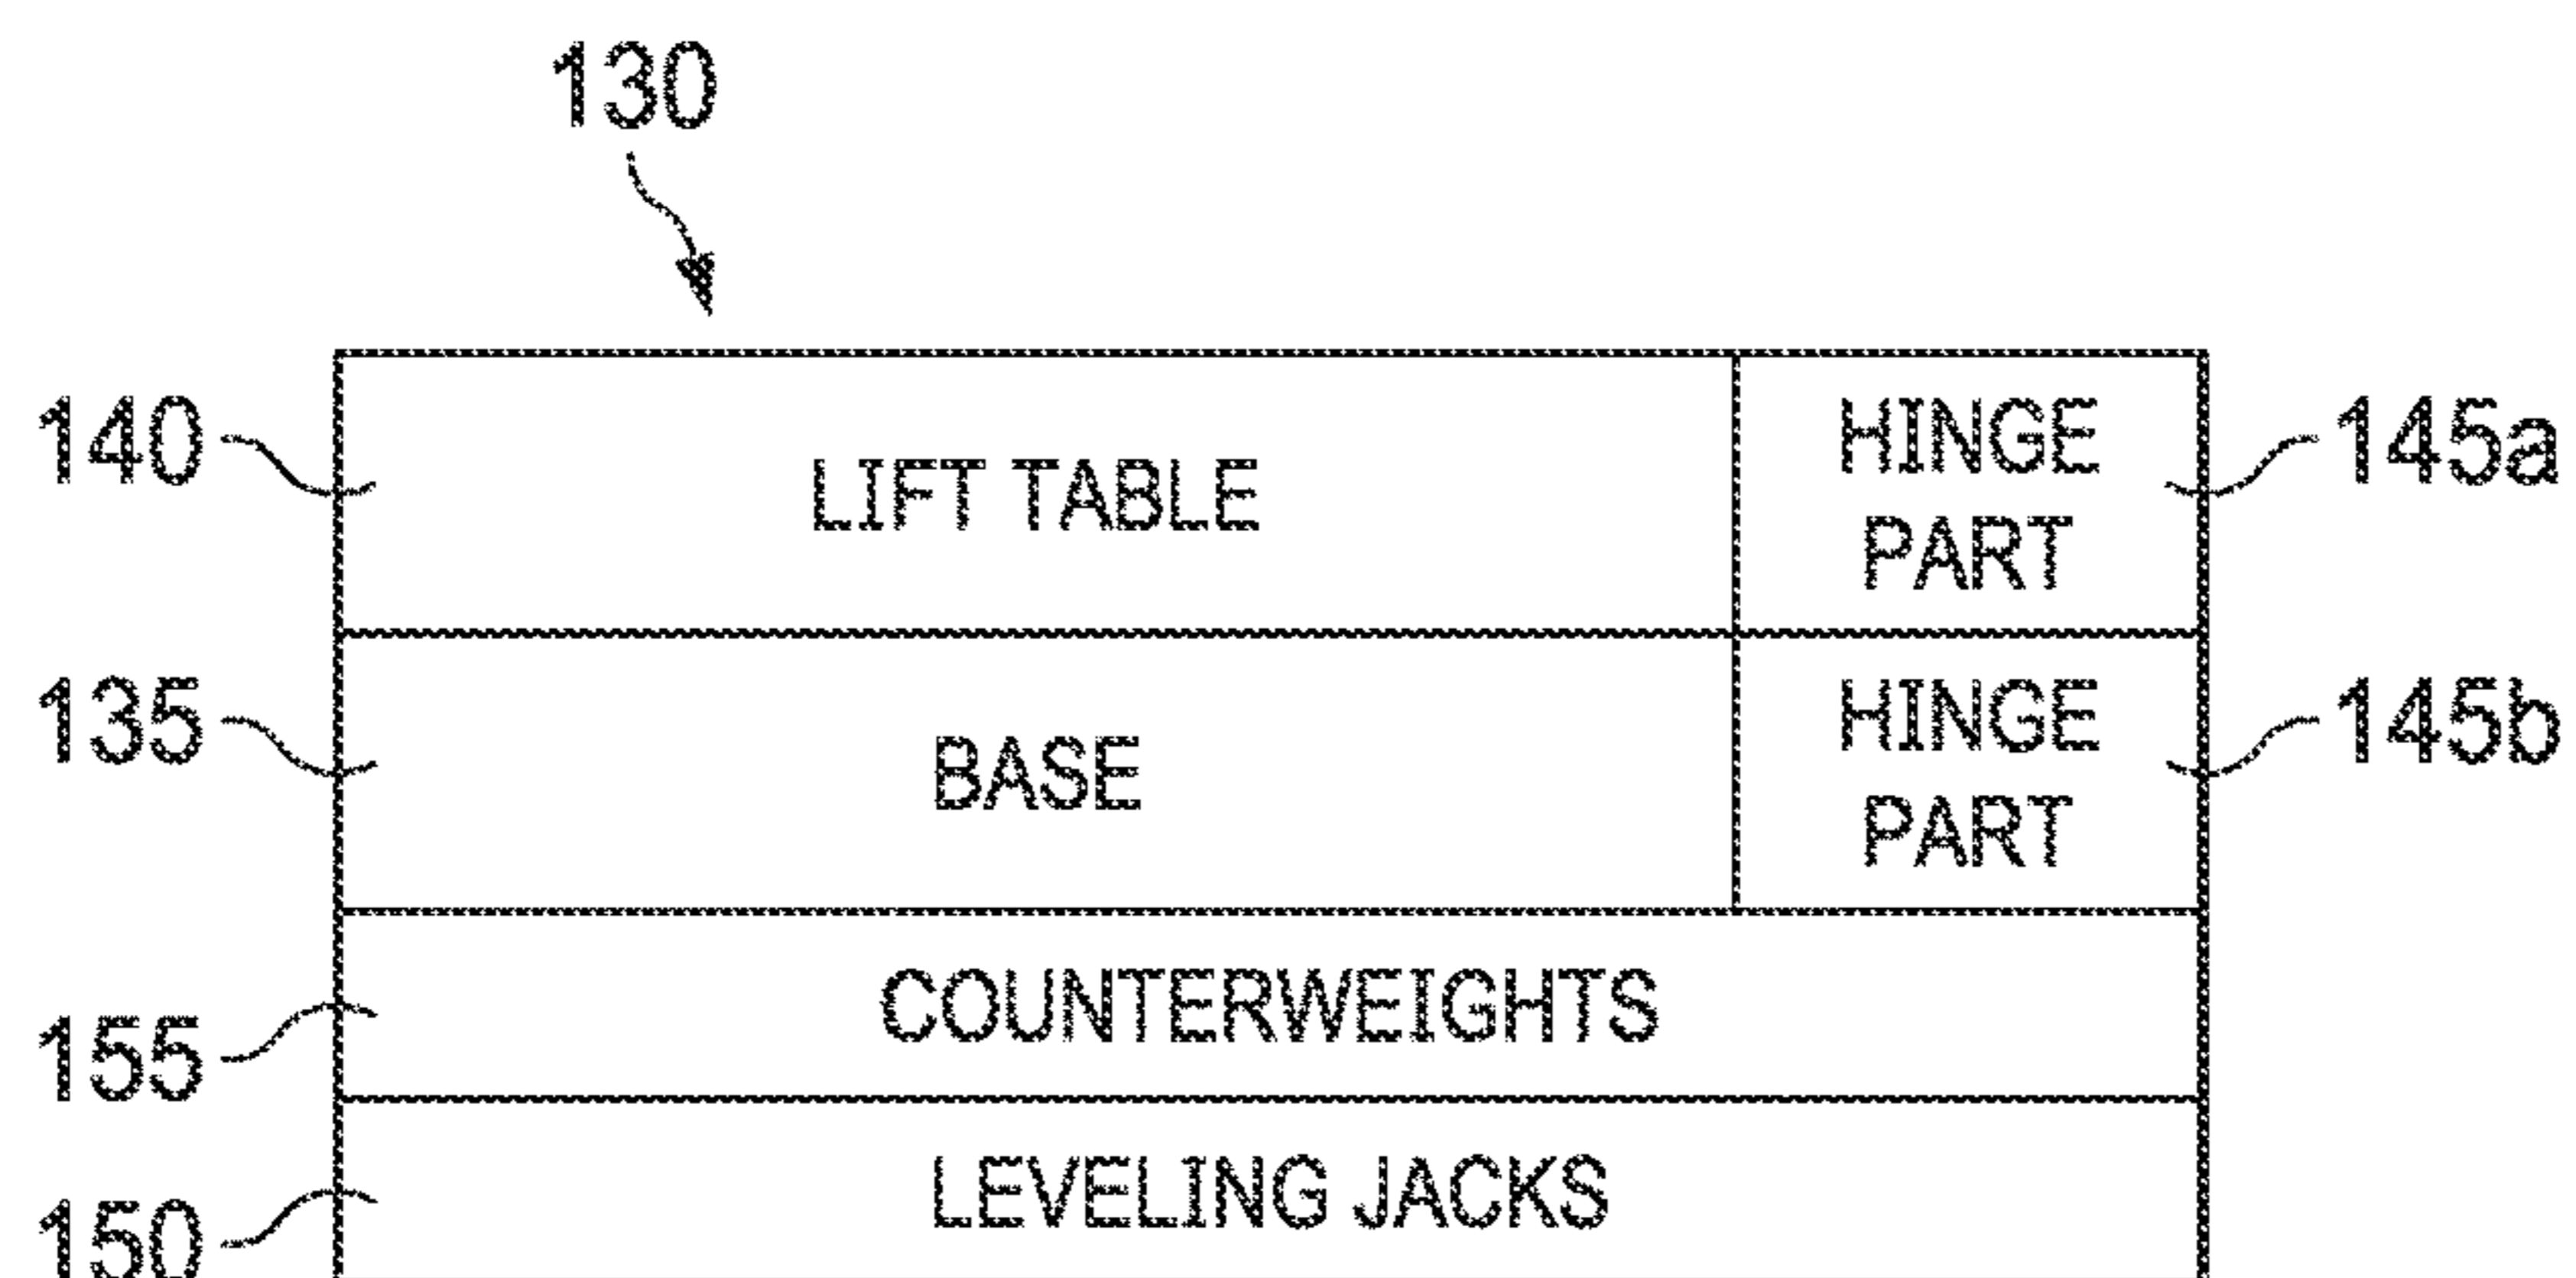 130
140
LIFT TABLE
HINGE
PART
145a
135
BASE
HINGE
PART
145b
155
COUNTERWEIGHTS
150
LEVELING JACKS